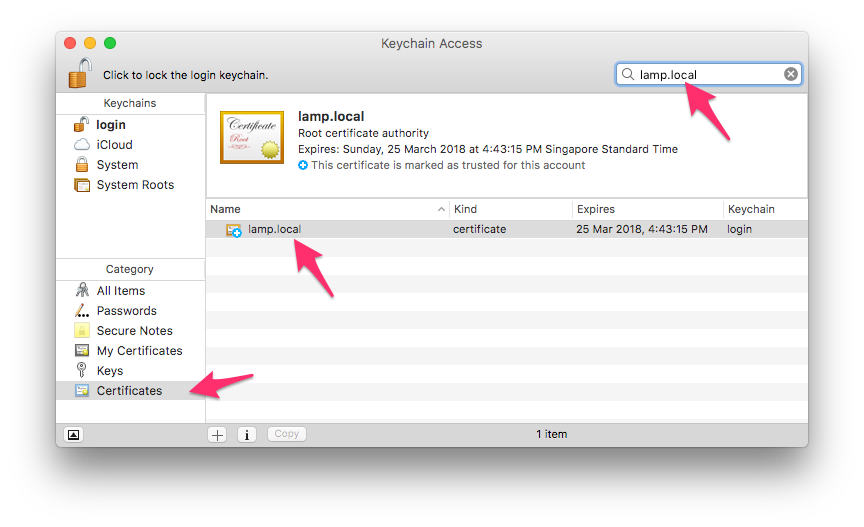 Keychain Access
Click to lock the login keychain.
lamp.local
Keychains
login
iCloud
System
System Roots
Certificate
Root
lamp.local
Root certificate authority
Expires: Sunday, 25 March 2018 at 4:43:15 PM Singapore Standard Time
This certificate is marked as trusted for this account
Name Kind Expires Keychain
lamp.local certificate 25 Mar 2018, 4:43:15 PM login
Category
All Items
Passwords
Secure Notes
My Certificates
Keys
Certificates
Copy
1 item